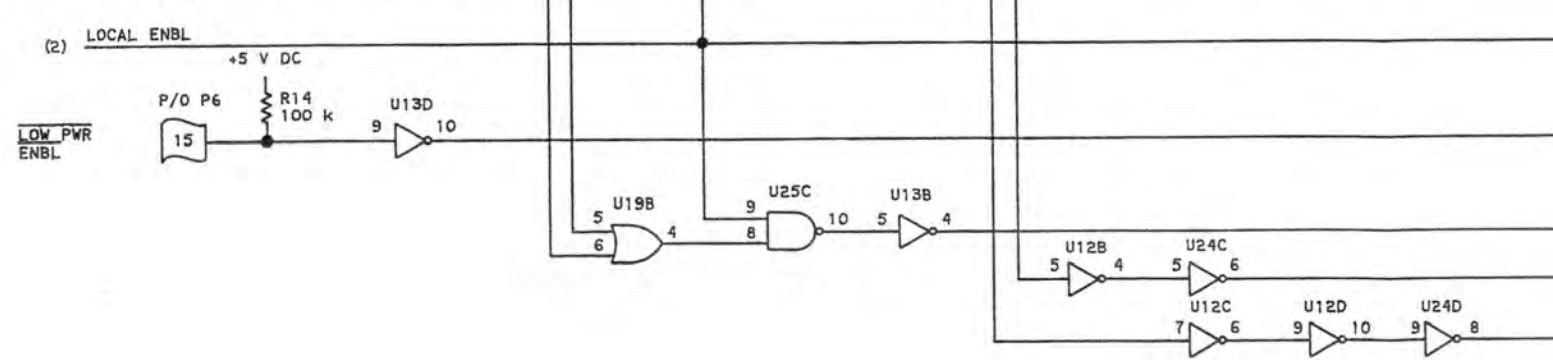 (2) LOCAL ENBL
+5 V DC
P/O P6
R14
100 k
U13D
LOW PWR
ENBL
15
9
10
U25C
U13B
U19B
9
5
4
8
10
5
4
6
U12B
U24C
5
4
5
6
U12C
U12D
U24D
7
6
9
10
9
8